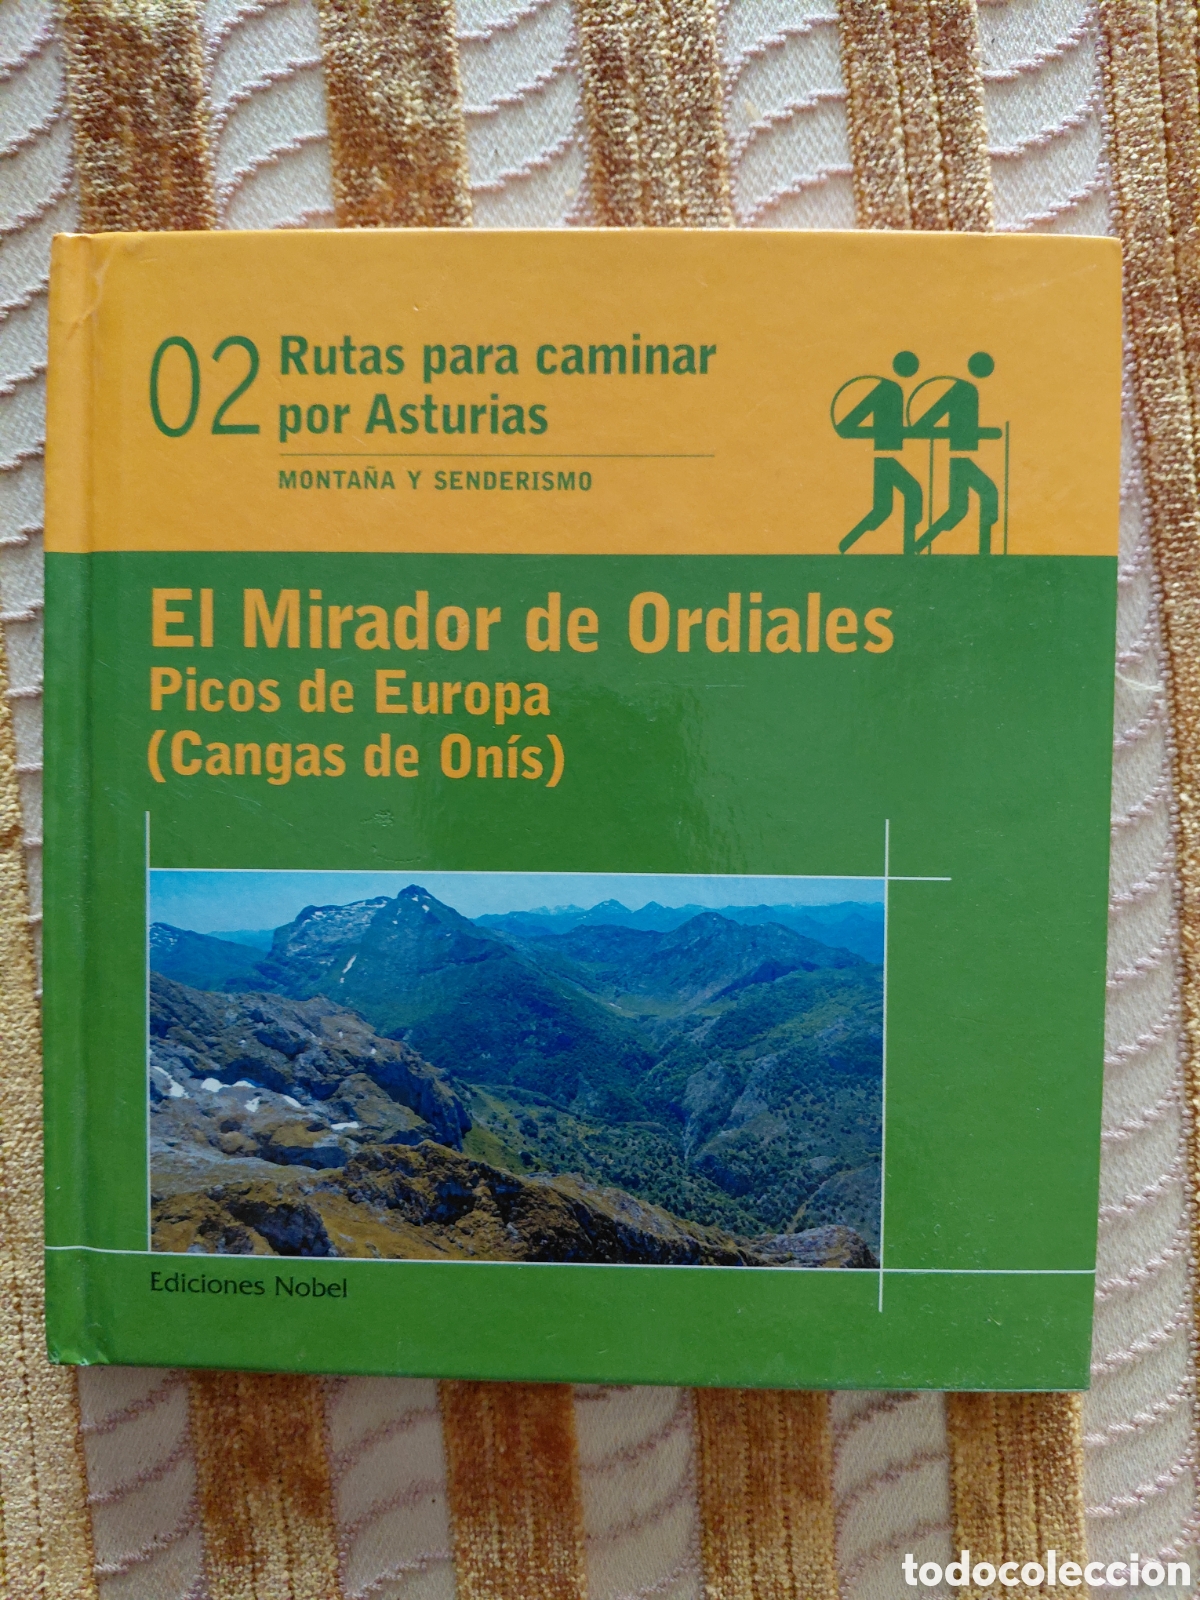 02
Rutas para caminar
por Asturias
MONTAÑA Y SENDERISMO
El Mirador de Ordiales
Picos de Europa
(Cangas de Onís)
Ediciones Nobel
todocoleccion